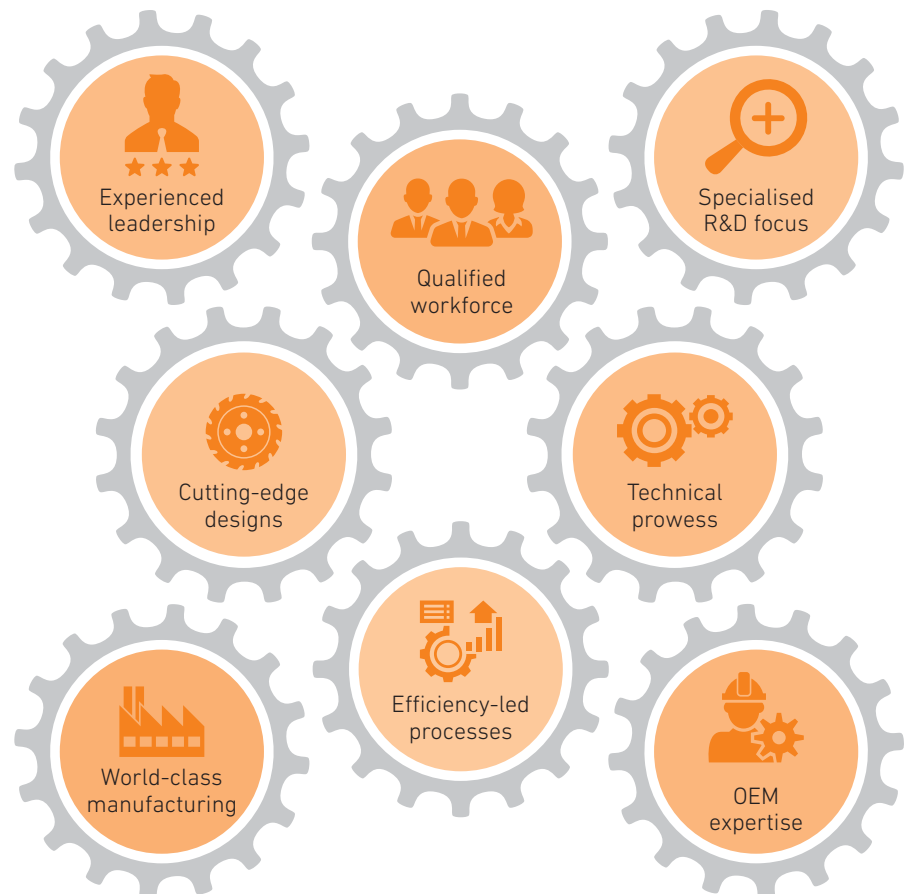 Experienced
leadership
Specialised
R&D focus
Qualified
workforce
Cutting-edge
designs
Technical
prowess
Efficiency-led
processes
World-class
manufacturing
OEM
expertise